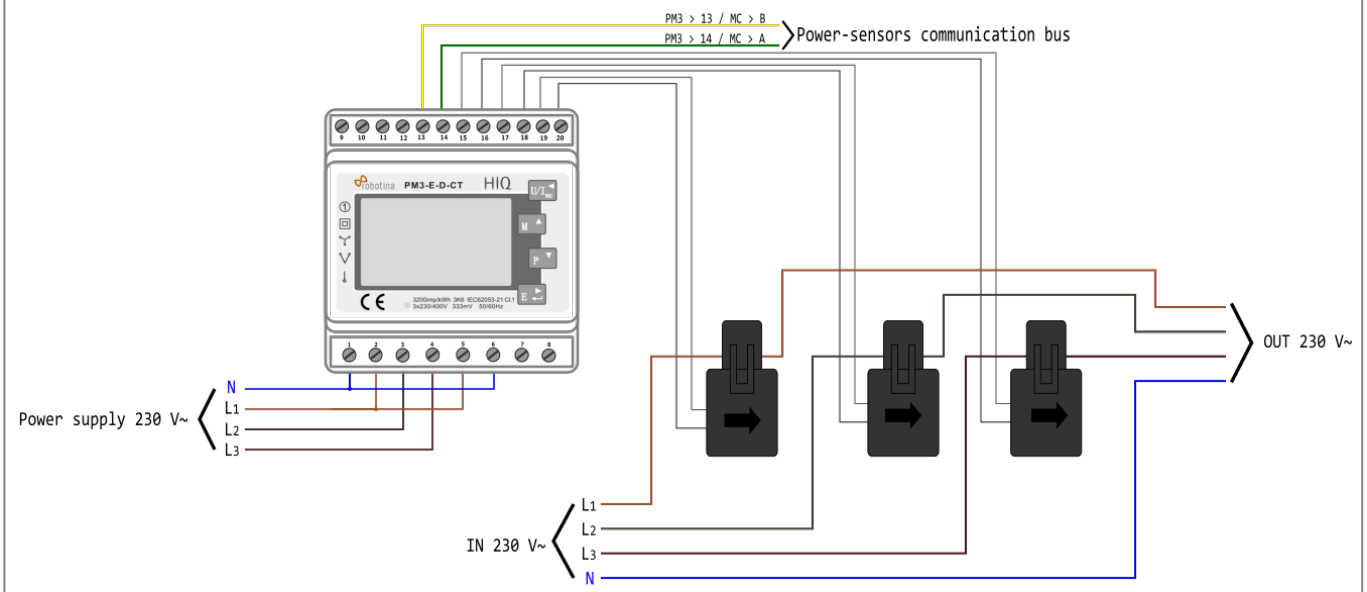 PM3 > 13 / MC > B
PM3 > 14 / MC > A
Power-sensors communication bus
9 10 11 12 13 14 15 16 17 18 19 20
robotina PM3-E-D-CT HIQ
U/I
M
P
E
CE 3200imp/kWh 3K6 IEC62053-21 Cl.1
3x230/400V 333mV 50/60Hz
1 2 3 4 5 6 7 8
Power supply 230 V~
N
L1
L2
L3
OUT 230 V~
IN 230 V~
L1
L2
L3
N